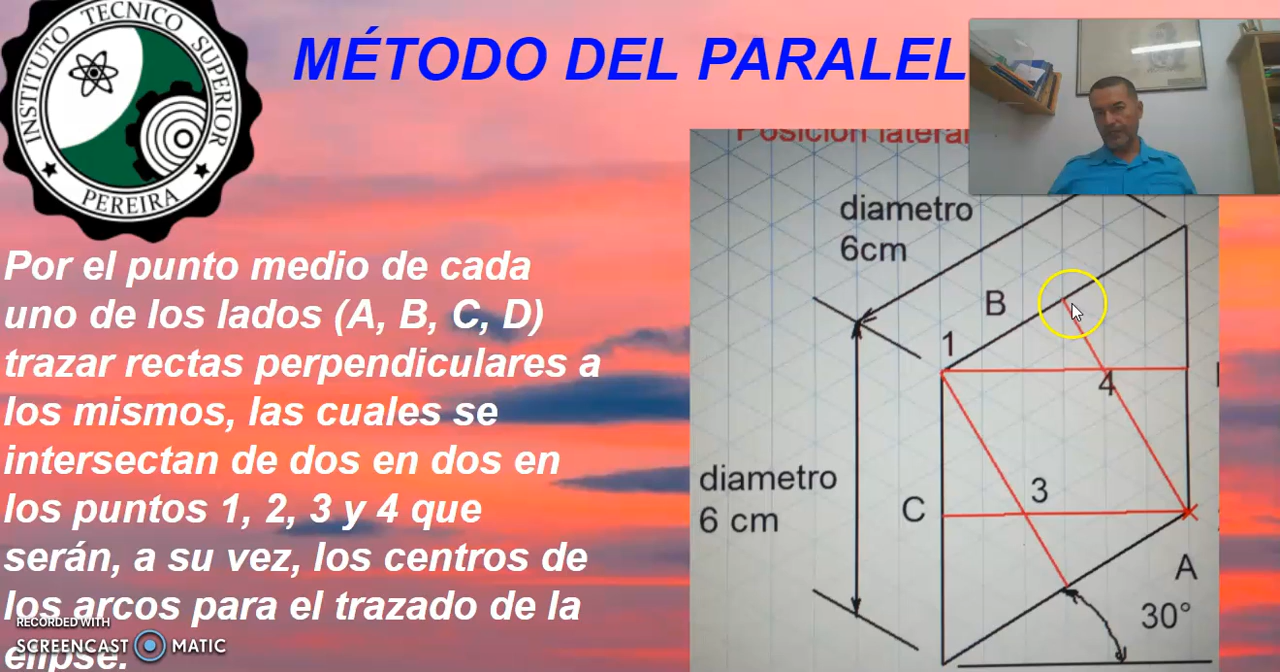 INSTITUTO TECNICO SUPERIOR
PEREIRA
MÉTODO DEL PARALEL
Por el punto medio de cada
uno de los lados (A, B, C, D)
trazar rectas perpendiculares a
los mismos, las cuales se
intersectan de dos en dos en
los puntos 1, 2, 3 y 4 que
serán, a su vez, los centros de
los arcos para el trazado de la
elipse.
RECORDED WITH
SCREENCAST MATIC
Posicion lateral
diametro
6cm
B
1
4
diametro
6 cm
3
C
A
30°